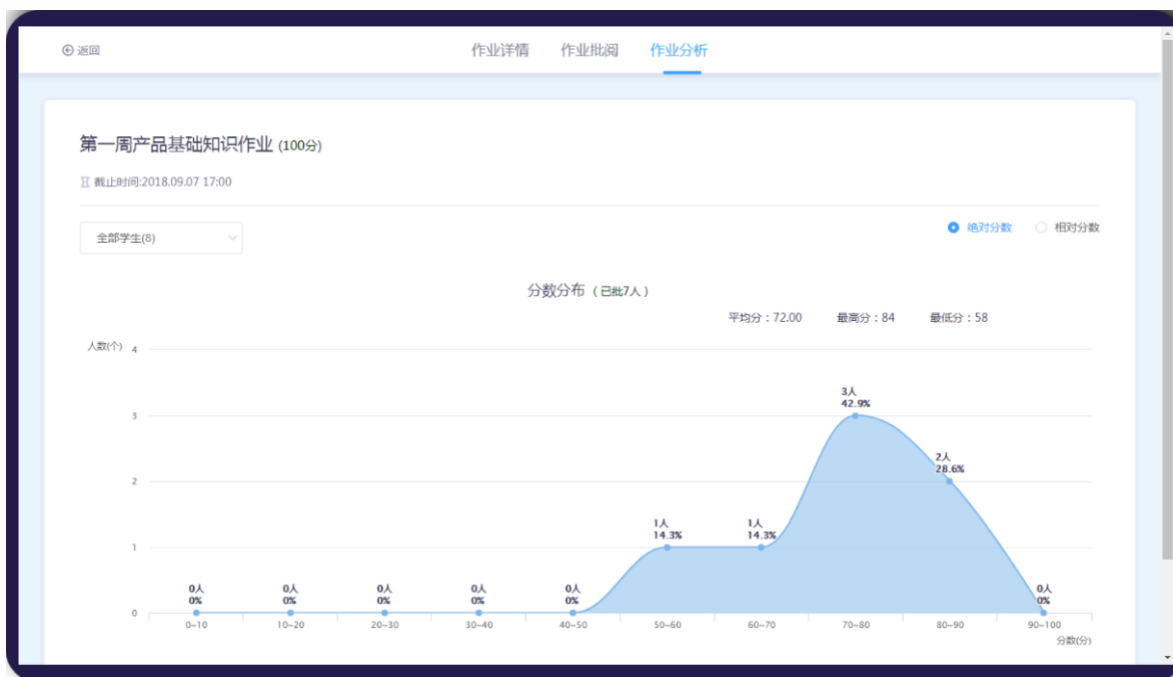 返回 作业详情 作业批阅 作业分析
第一周产品基础知识作业 (100分)
截止时间:2018.09.07 17:00
全部学生(8) 绝对分数 相对分数
分数分布 (已批7人)
平均分:72.00 最高分:84 最低分:58
人数(个) 4
3人
42.9%
3
2人
28.6%
2
1人 1人
14.3% 14.3%
1
0人 0人 0人 0人 0人 0人
0% 0% 0% 0% 0% 0%
0
0~10 10~20 20~30 30~40 40~50 50~60 60~70 70~80 80~90 90~100
分数(分)